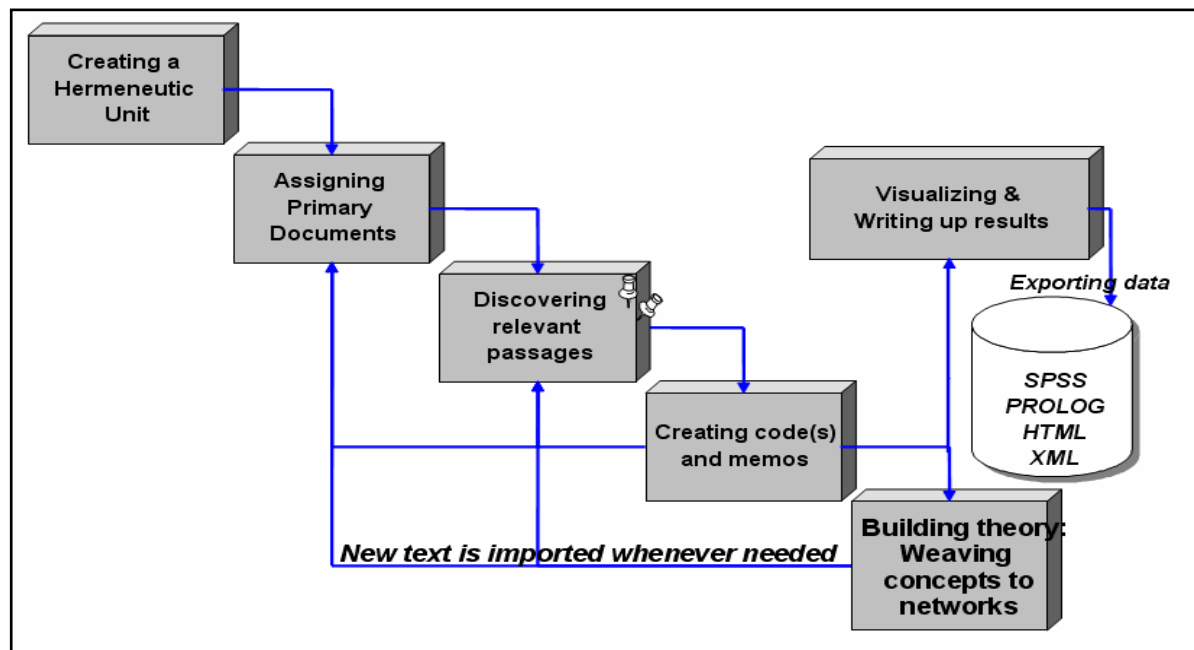 Creating a
Hermeneutic
Unit
Assigning
Primary
Documents
Discovering
relevant
passages
Creating code(s)
and memos
Building theory:
Weaving
concepts to
networks
New text is imported whenever needed
Visualizing &
Writing up results
Exporting data
SPSS
PROLOG
HTML
XML